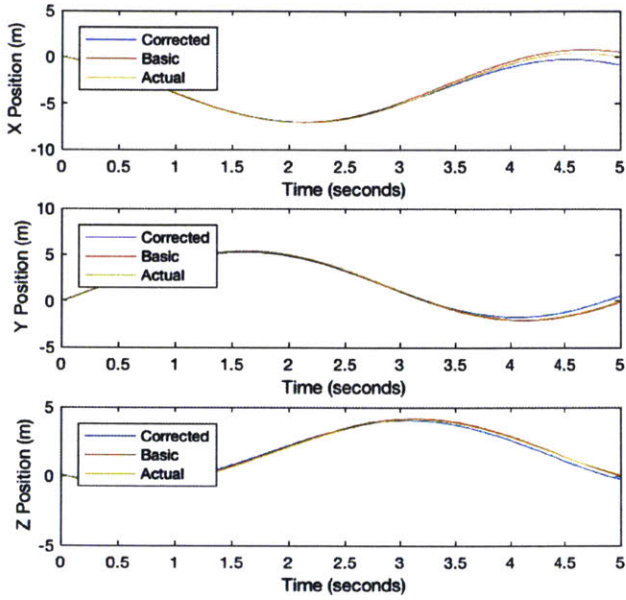 X Position (m)
0
-5
-10
Corrected
Basic
Actual
0 0.5 1 1.5 2 2.5 3 3.5 4 4.5 5
Time (seconds)
Y Position (m)
10
5
0
-5
Corrected
Basic
Actual
0 0.5 1 1.5 2 2.5 3 3.5 4 4.5 5
Time (seconds)
Z Position (m)
5
0
-5
Corrected
Basic
Actual
0 0.5 1 1.5 2 2.5 3 3.5 4 4.5 5
Time (seconds)